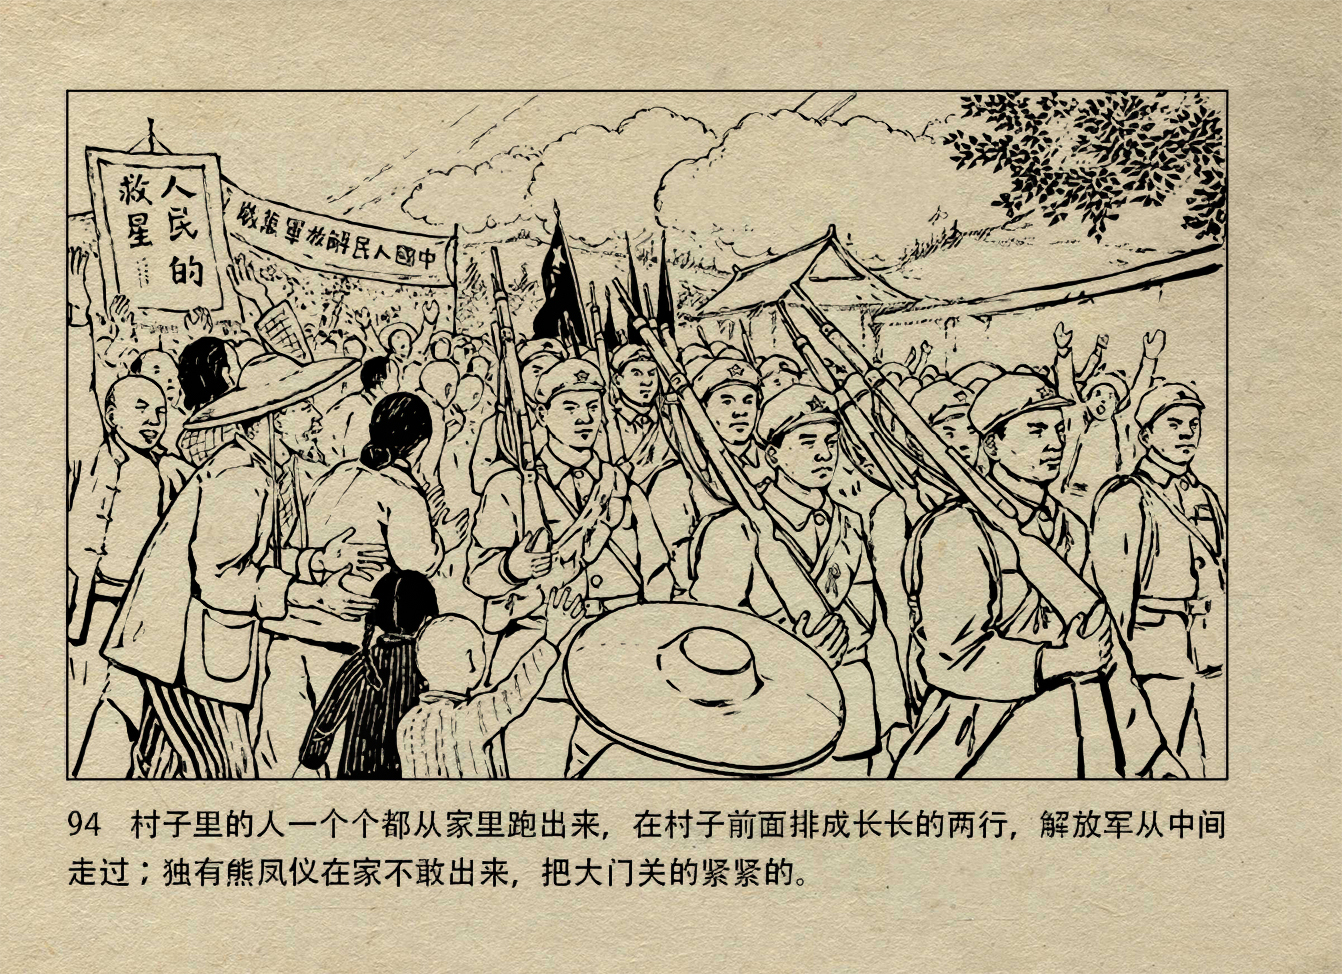 人民的
救星
中國人民解放軍
94 村子里的人一个个都从家里跑出来，在村子前面排成长长的两行，解放军从中间
走过；独有熊凤仪在家不敢出来，把大门关的紧紧的。